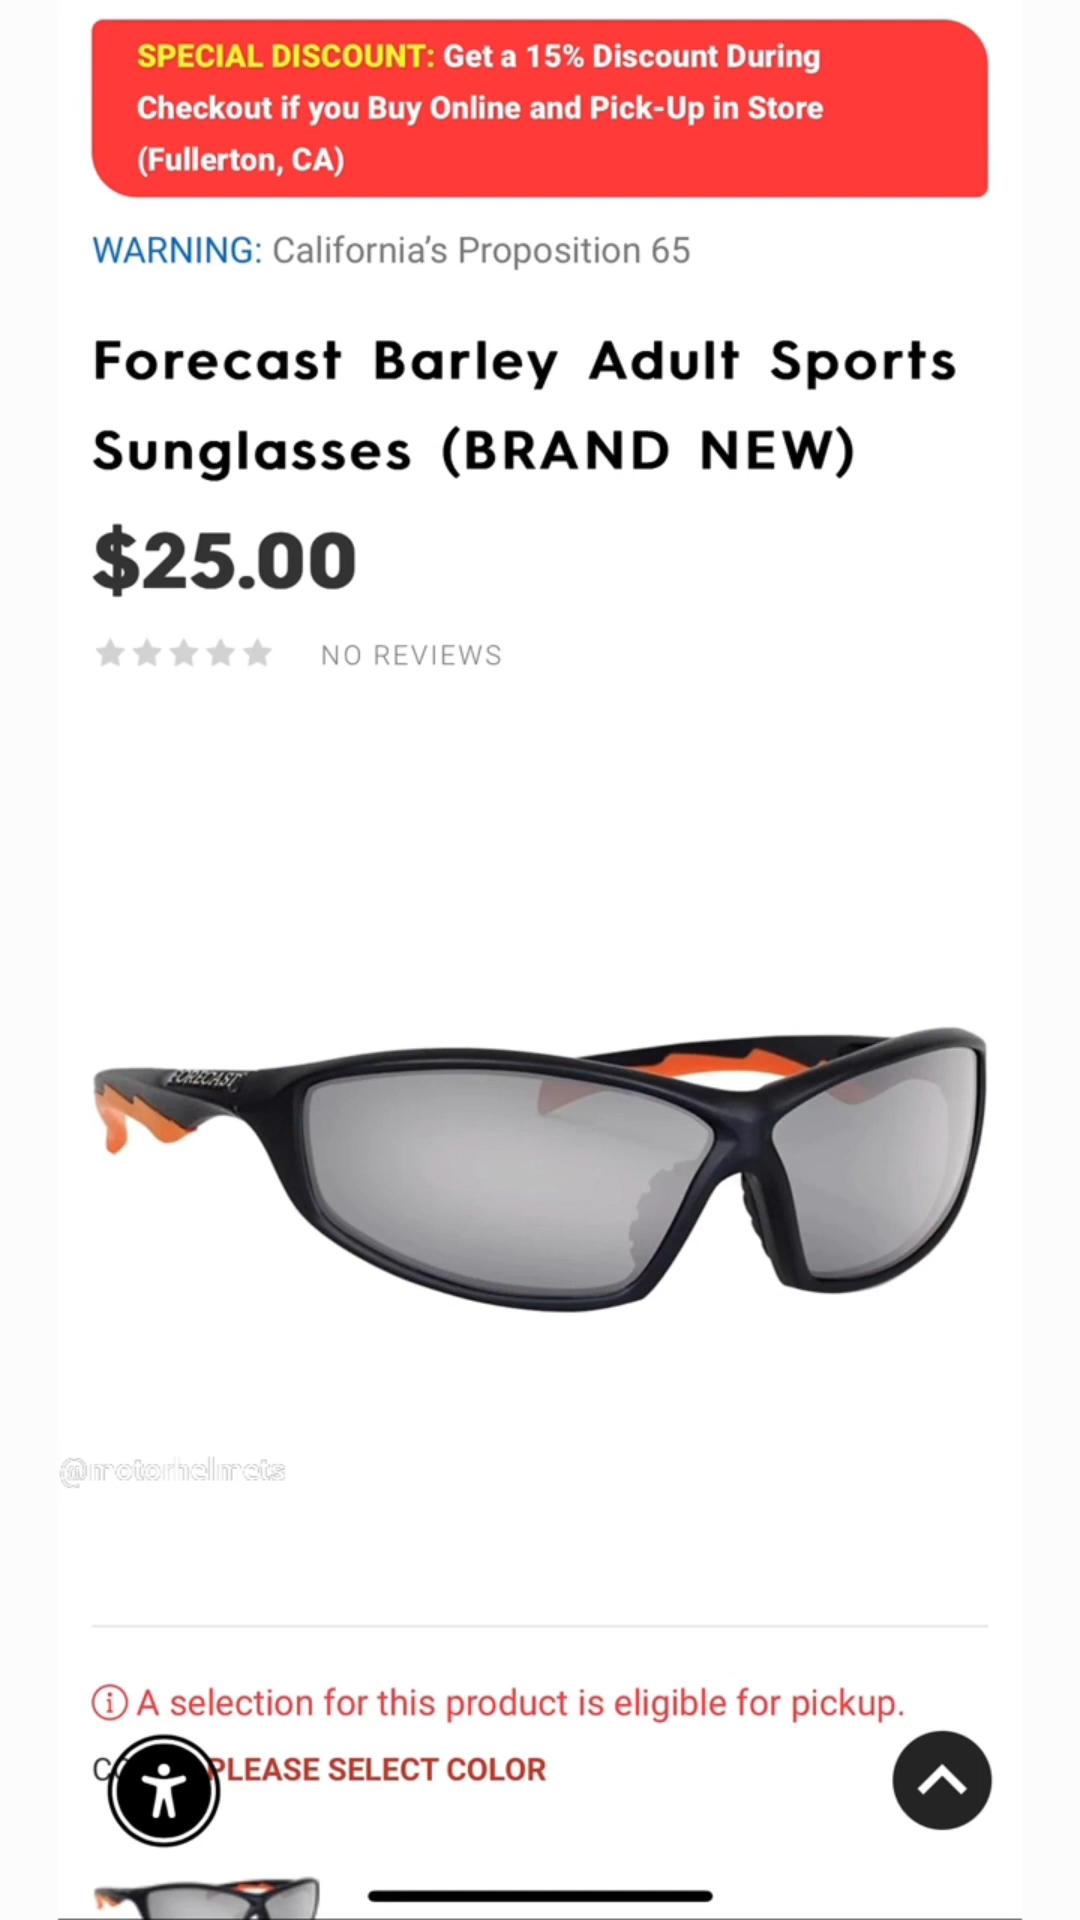 SPECIAL DISCOUNT: Get a 15% Discount During
Checkout if you Buy Online and Pick-Up in Store
(Fullerton, CA)
WARNING: California’s Proposition 65
Forecast Barley Adult Sports
Sunglasses (BRAND NEW)
$25.00
NO REVIEWS
FORECAST
@motorhelmets
A selection for this product is eligible for pickup.
PLEASE SELECT COLOR